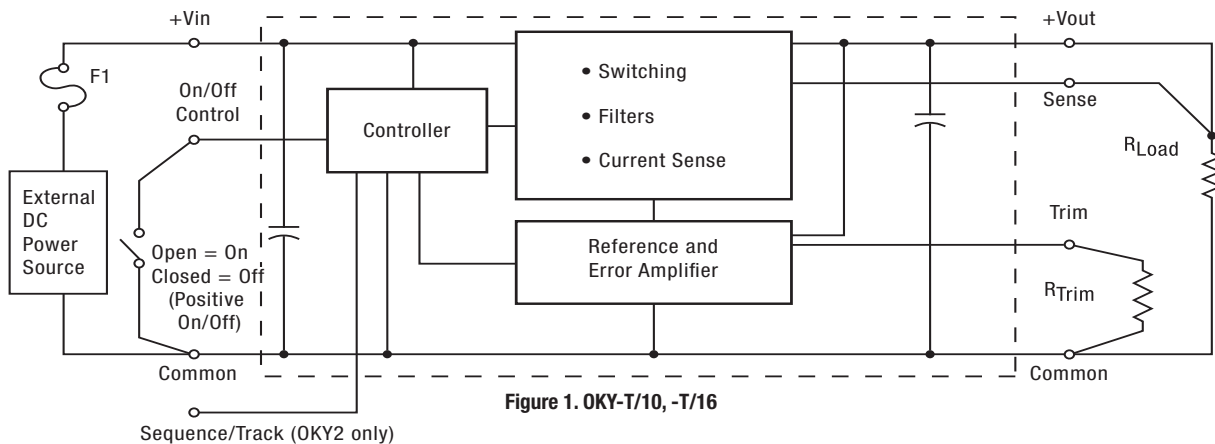 +Vin
+Vout
F1
On/Off
Control
• Switching
• Filters
• Current Sense
Sense
Controller
RLoad
External
DC
Power
Source
Open = On
Closed = Off
(Positive
On/Off)
Reference and
Error Amplifier
Trim
RTrim
Common
Common
Figure 1. OKY-T/10, -T/16
Sequence/Track (OKY2 only)